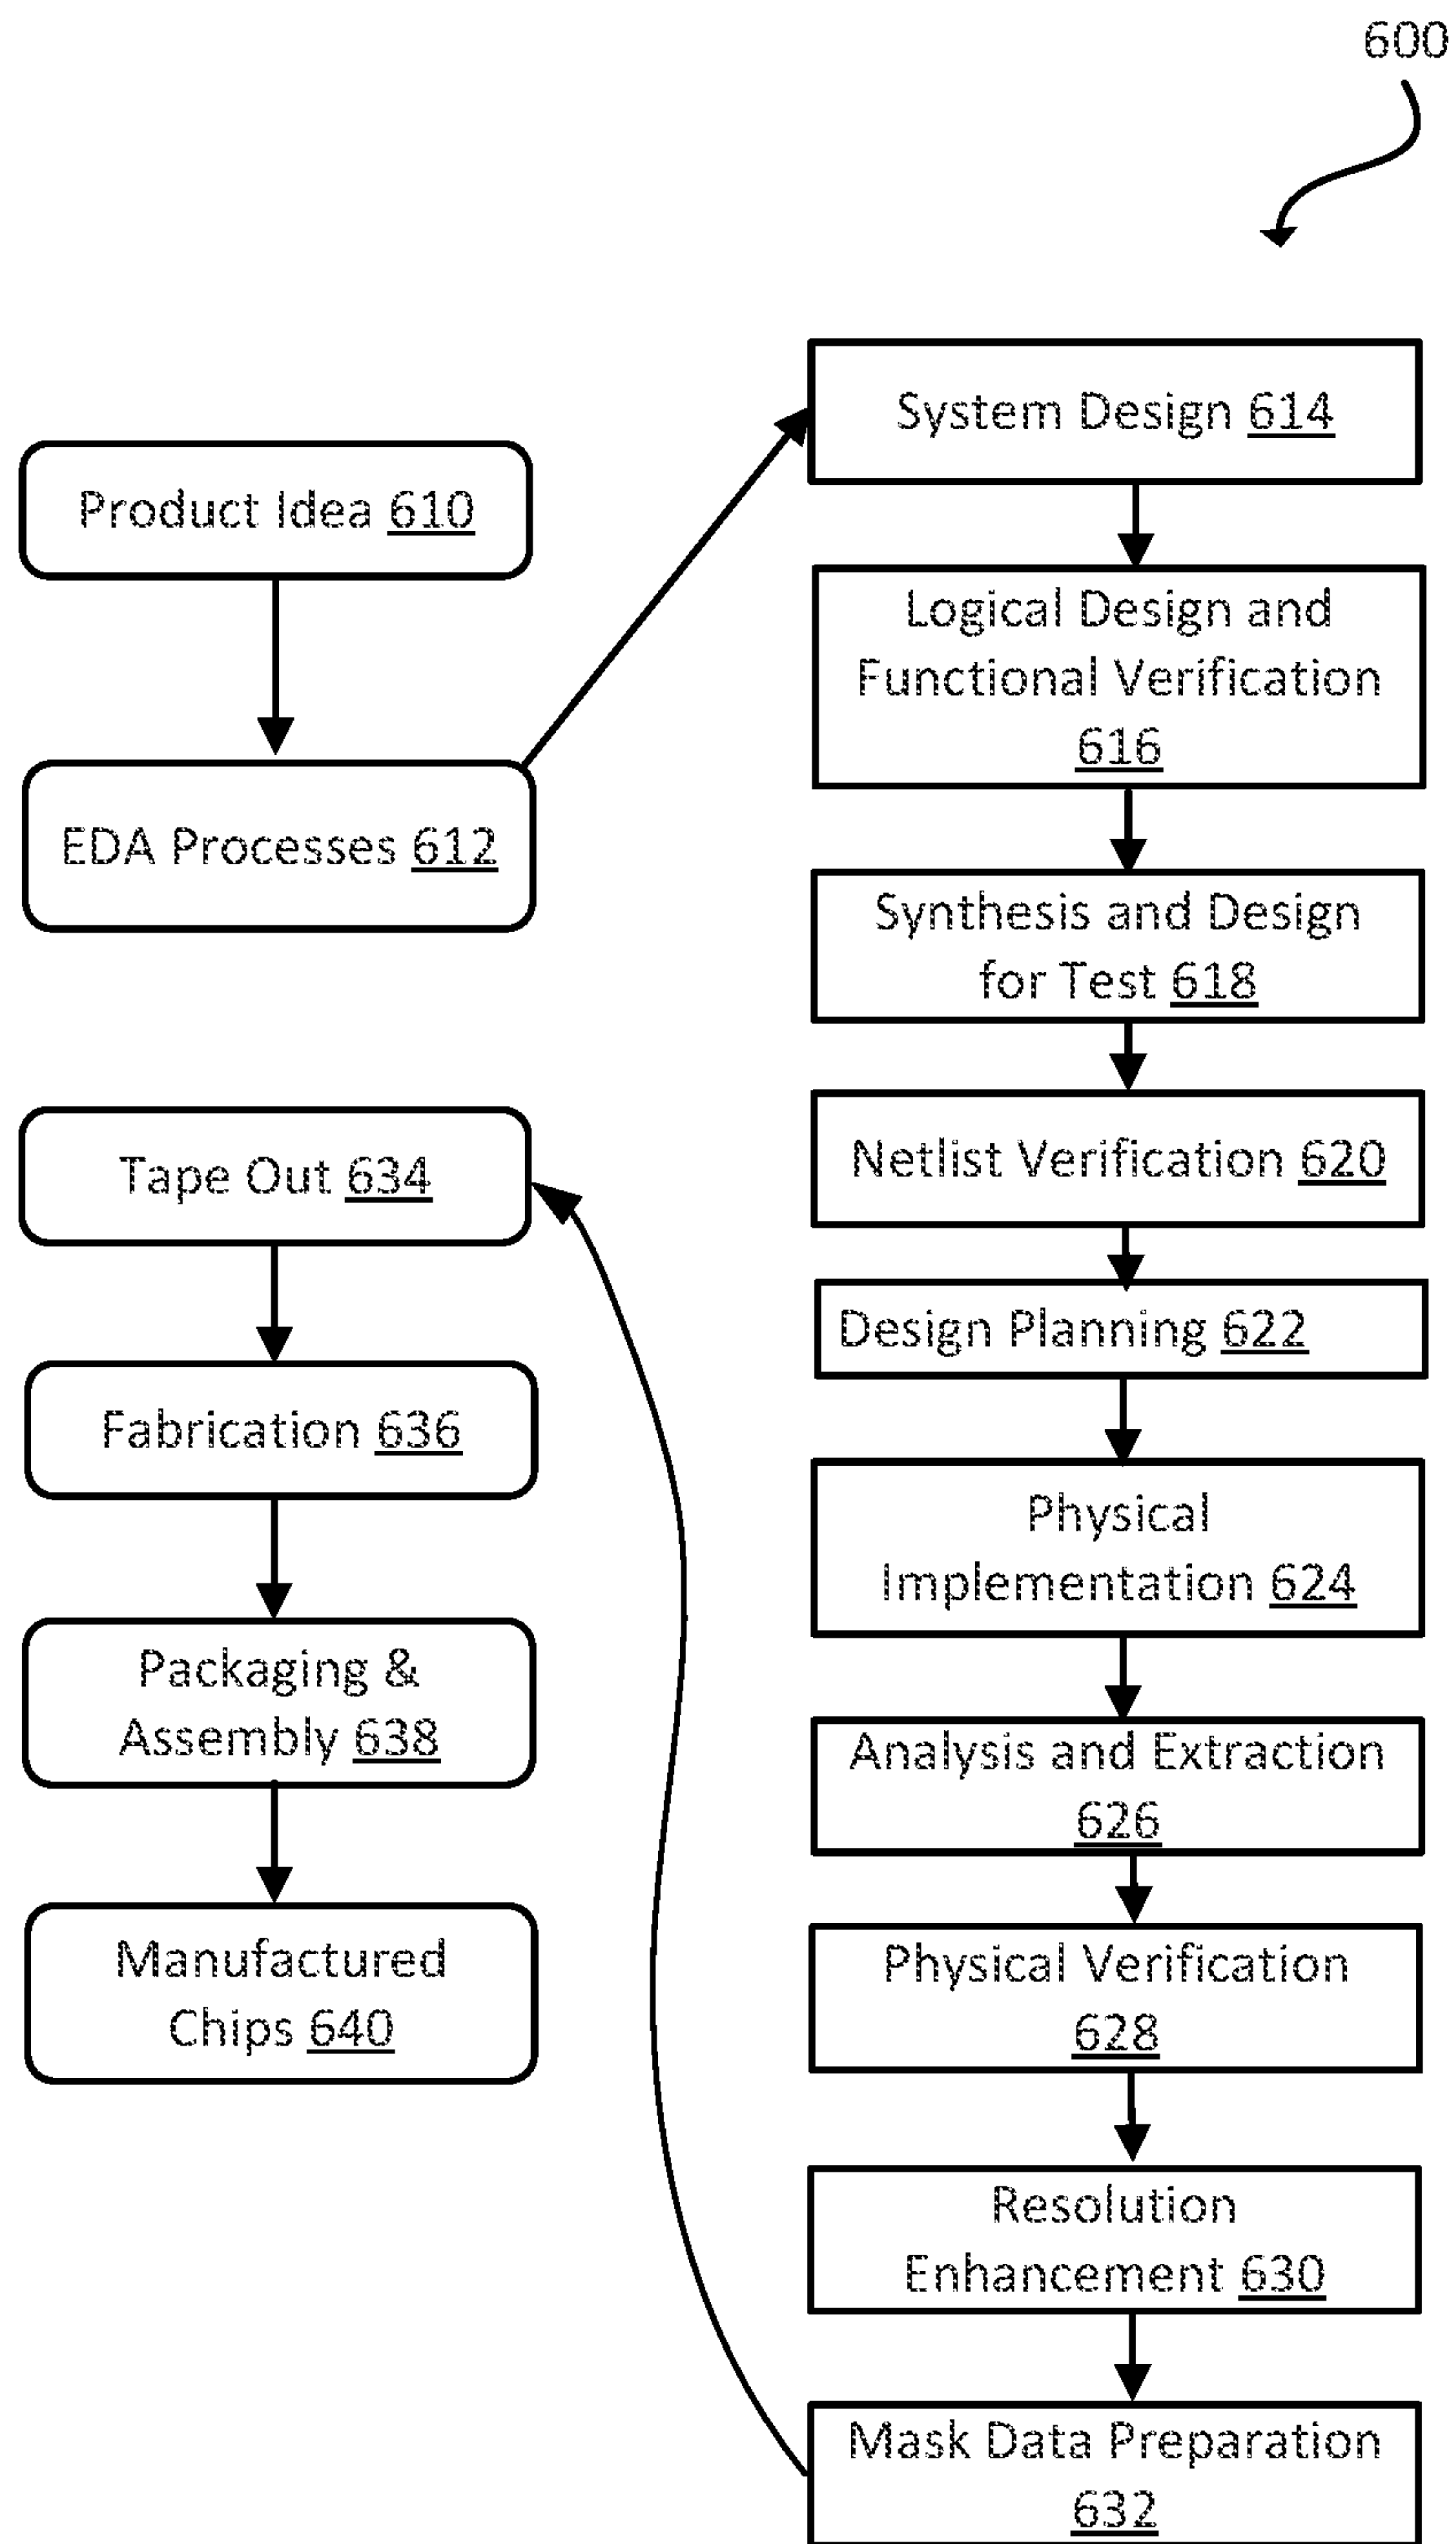 600
Product Idea 610
EDA Processes 612
System Design 614
Logical Design and
Functional Verification
616
Synthesis and Design
for Test 618
Netlist Verification 620
Design Planning 622
Physical
Implementation 624
Analysis and Extraction
626
Physical Verification
628
Resolution
Enhancement 630
Mask Data Preparation
632
Tape Out 634
Fabrication 636
Packaging &
Assembly 638
Manufactured
Chips 640